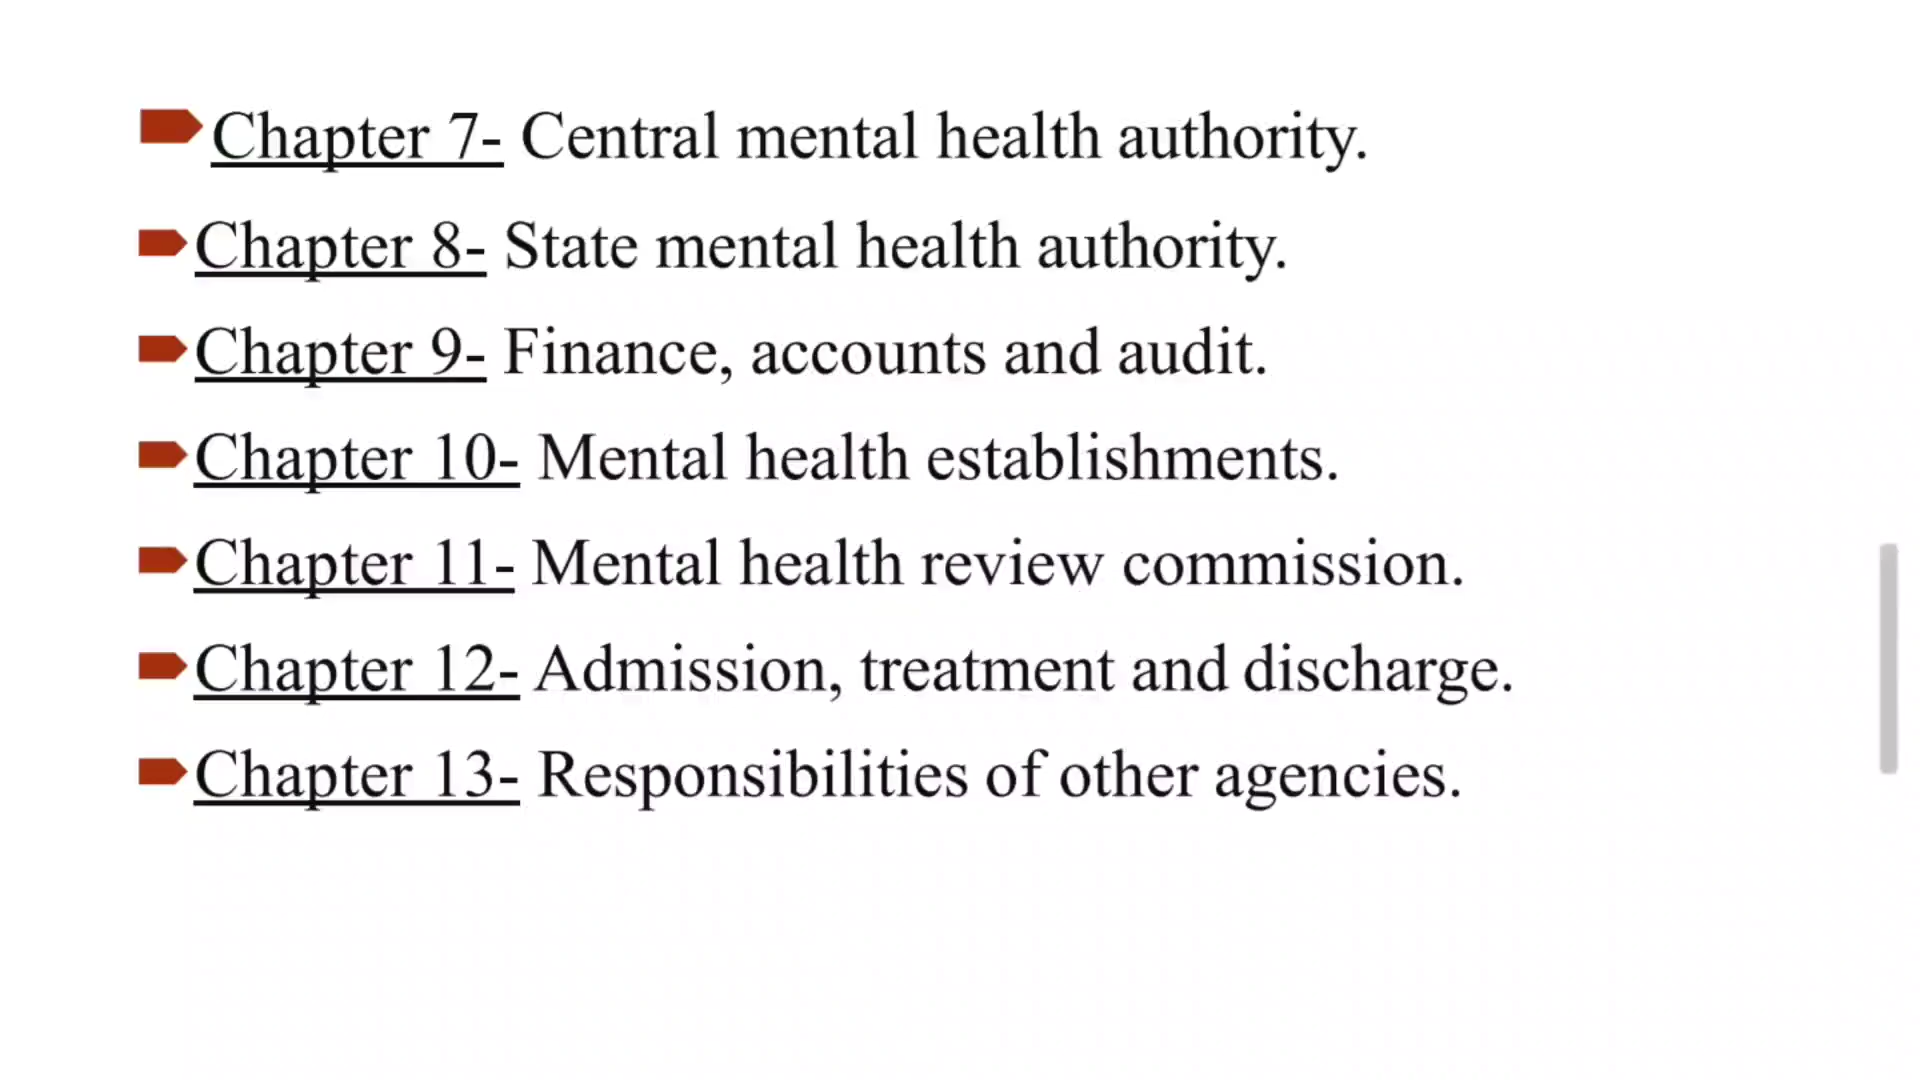 Chapter 7- Central mental health authority.
Chapter 8- State mental health authority.
Chapter 9- Finance, accounts and audit.
Chapter 10- Mental health establishments.
Chapter 11- Mental health review commission.
Chapter 12- Admission, treatment and discharge.
Chapter 13- Responsibilities of other agencies.